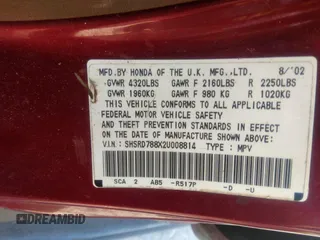 MFD.BY HONDA OF THE U.K. MFG.,LTD. 8/'02
GVWR 4320LBS GAWR F 2160LBS R 2250LBS
GVWR 1960KG GAWR F 980 KG R 1020KG
THIS VEHICLE CONFORMS TO ALL APPLICABLE
FEDERAL MOTOR VEHICLE SAFETY AND
THEFT PREVENTION STANDARDS IN EFFECT ON
THE DATE OF MANUFACTURE SHOWN ABOVE.
V.I.N.: SHSRD788X2U008814 TYPE: MPV
SCA 2 AB5 -R517P -D -U
DREAMBID